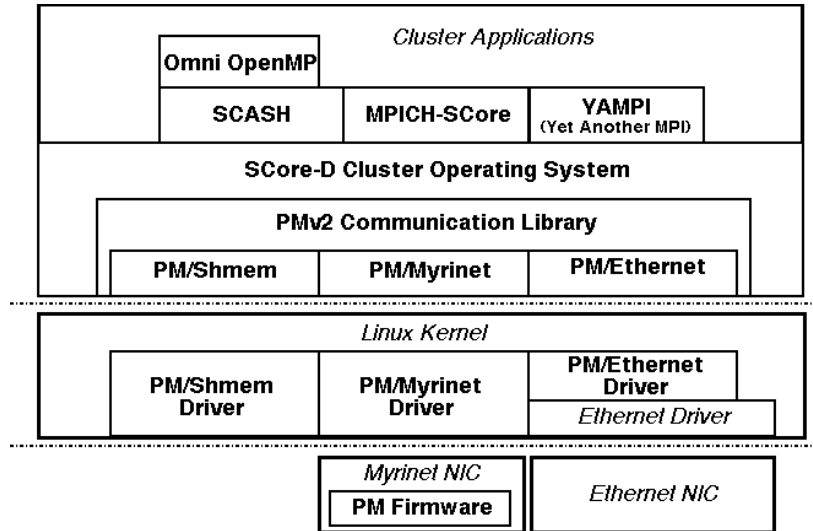 Cluster Applications
Omni OpenMP
SCASH
MPICH-SCore
YAMPI
(Yet Another MPI)
SCore-D Cluster Operating System
PMv2 Communication Library
PM/Shmem
PM/Myrinet
PM/Ethernet
Linux Kernel
PM/Shmem
Driver
PM/Myrinet
Driver
PM/Ethernet
Driver
Ethernet Driver
Myrinet NIC
PM Firmware
Ethernet NIC